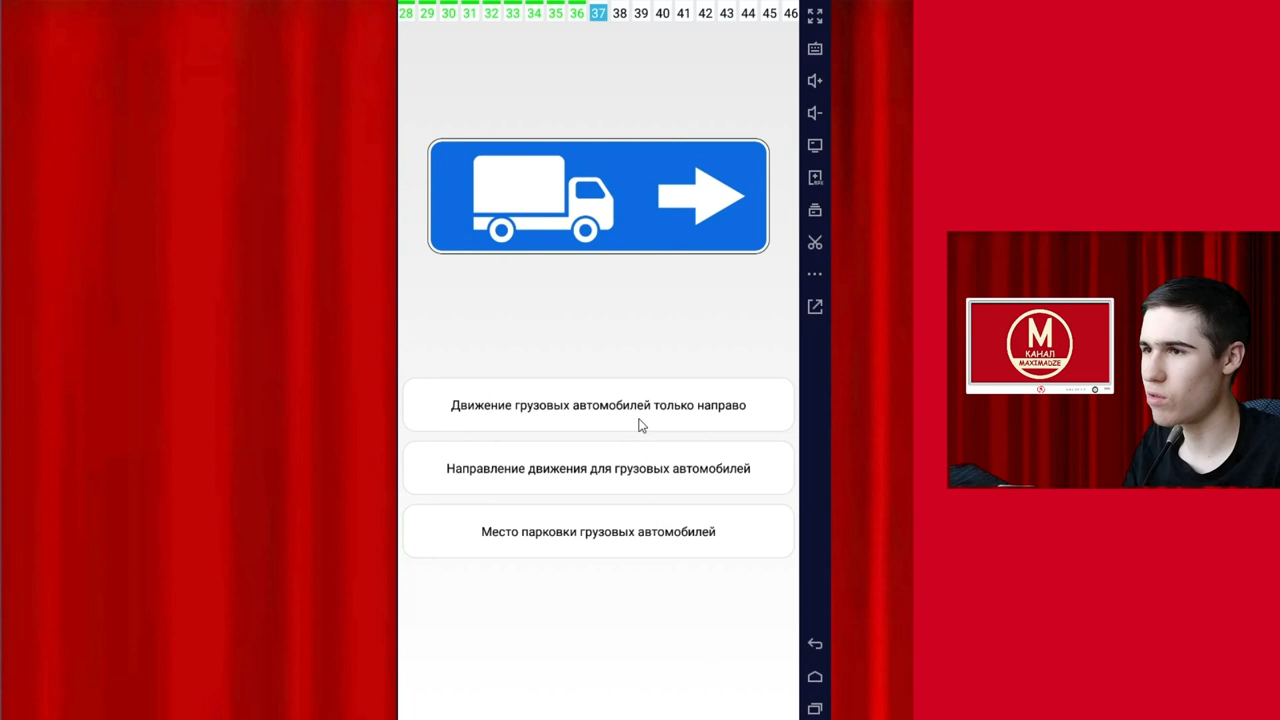 28 29 30 31 32 33 34 35 36 37 38 39 40 41 42 43 44 45 46
Движение грузовых автомобилей только направо
Направление движения для грузовых автомобилей
Место парковки грузовых автомобилей
М
КАНАЛ
MAXIMADZE